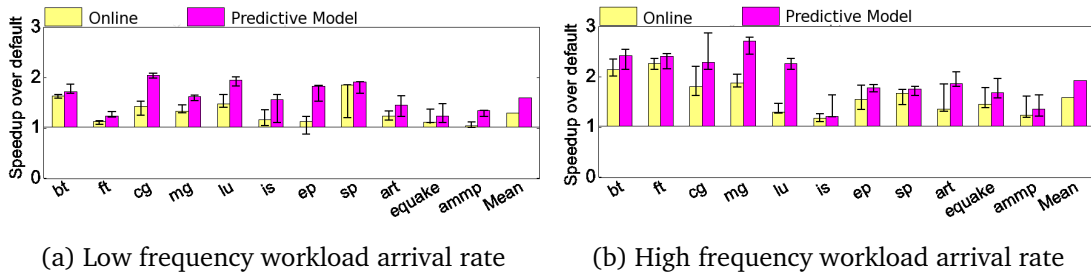 Online Predictive Model
3
2
1
0
Speedup over default
bt ft cg mg lu is ep sp art equake ammp Mean
(a) Low frequency workload arrival rate
Online Predictive Model
3
2
1
0
Speedup over default
bt ft cg mg lu is ep sp art equake ammp Mean
(b) High frequency workload arrival rate